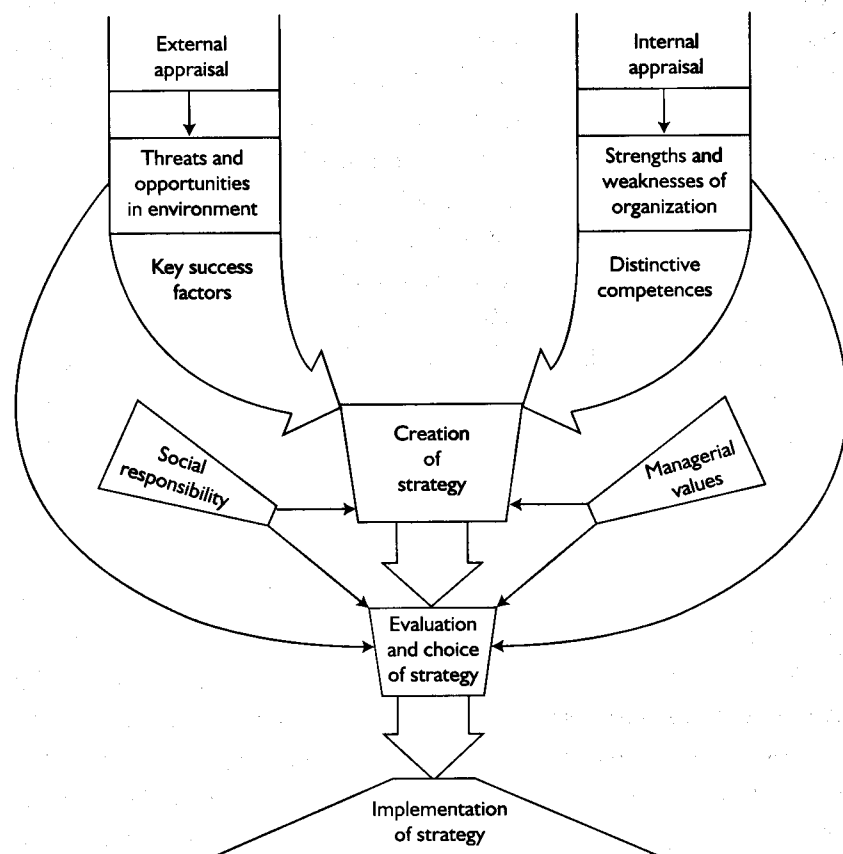 External
appraisal
Internal
appraisal
Threats and
opportunities
in environment
Strengths and
weaknesses of
organization
Key success
factors
Distinctive
competences
Creation
of
strategy
Social
responsibility
Managerial
values
Evaluation
and choice
of strategy
Implementation
of strategy